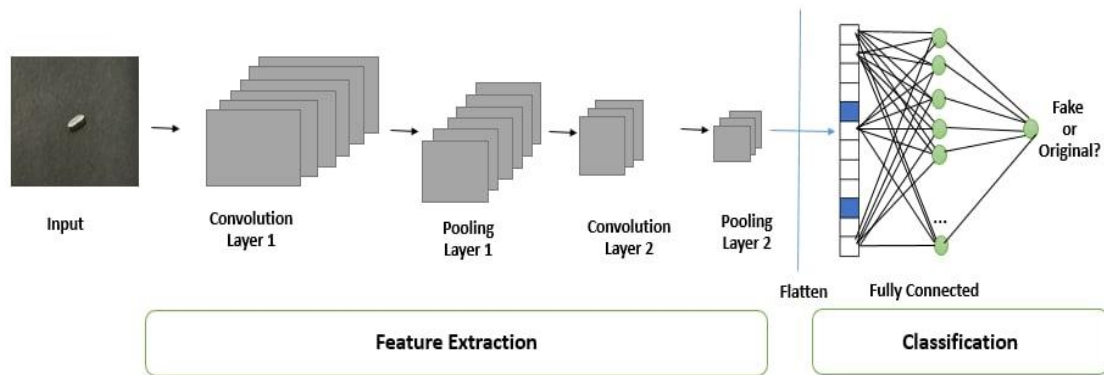 Input
Convolution
Layer 1
Pooling
Layer 1
Convolution
Layer 2
Pooling
Layer 2
Flatten
Fully Connected
...
Fake
or
Original?
Feature Extraction
Classification